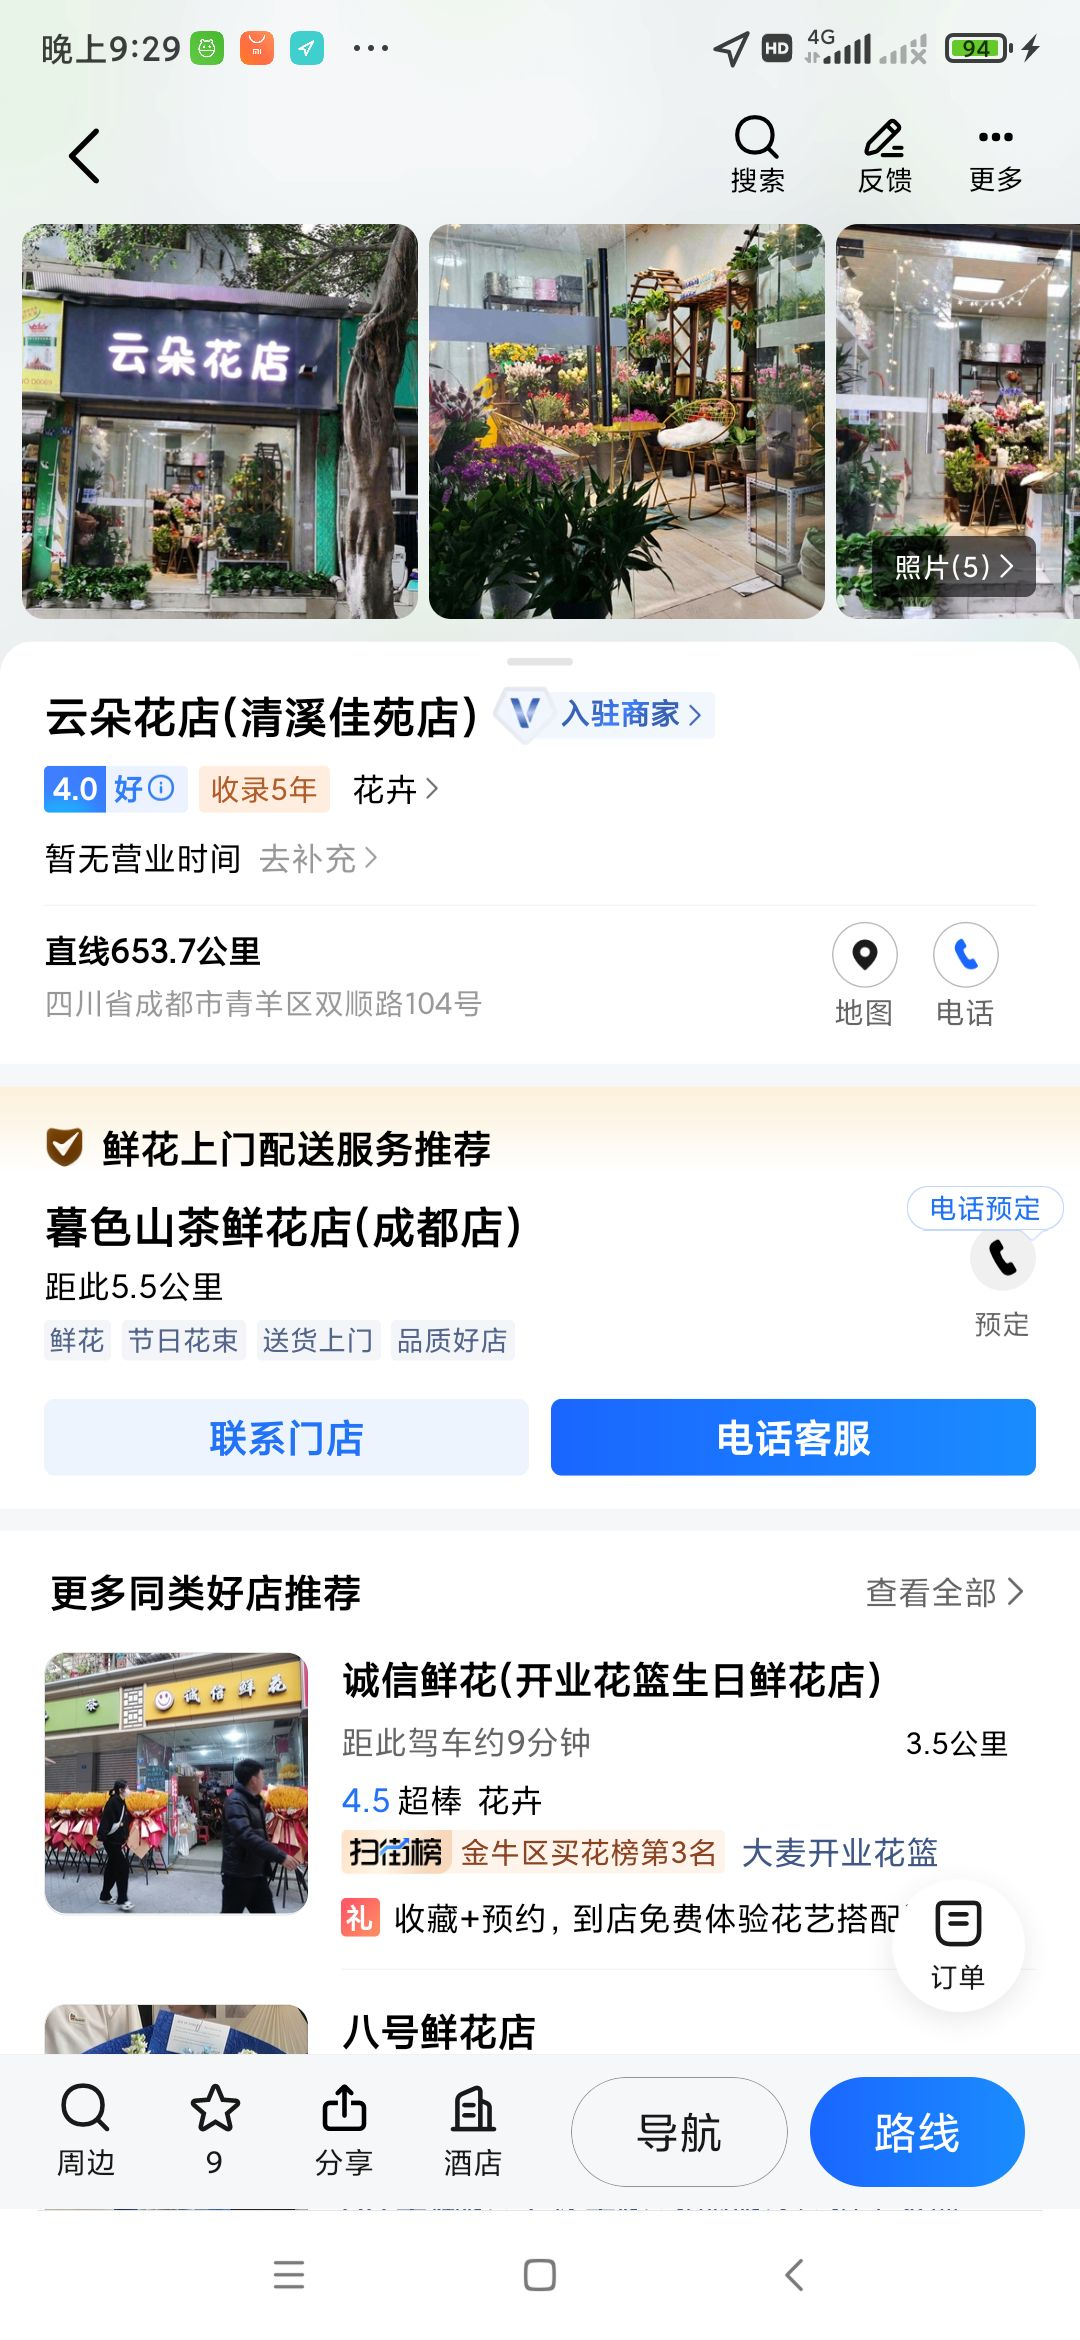 晚上9:29
HD 4G 94
搜索 反馈 更多
云朵花店
照片(5)
云朵花店(清溪佳苑店) V 入驻商家
4.0 好 收录5年 花卉
暂无营业时间 去补充
直线653.7公里
四川省成都市青羊区双顺路104号
地图 电话
鲜花上门配送服务推荐
暮色山茶鲜花店(成都店)
电话预定
距此5.5公里
预定
鲜花 节日花束 送货上门 品质好店
联系门店 电话客服
更多同类好店推荐 查看全部
茶 诚信鲜花
诚信鲜花(开业花篮生日鲜花店)
距此驾车约9分钟 3.5公里
4.5 超棒 花卉
扫街榜 金牛区买花榜第3名 大麦开业花篮
礼 收藏+预约，到店免费体验花艺搭配
订单
八号鲜花店
周边 9 分享 酒店 导航 路线